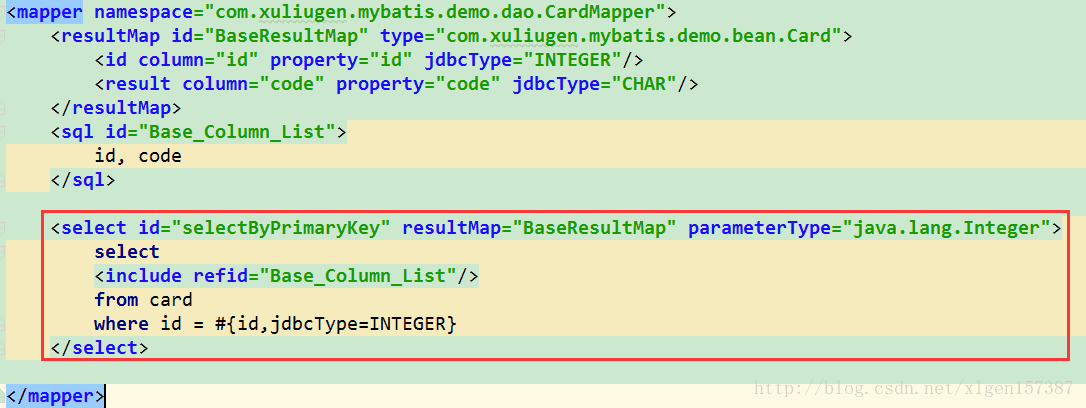 <mapper namespace="com.xuliugen.mybatis.demo.dao.CardMapper">
<resultMap id="BaseResultMap" type="com.xuliugen.mybatis.demo.bean.Card">
<id column="id" property="id" jdbcType="INTEGER"/>
<result column="code" property="code" jdbcType="CHAR"/>
</resultMap>
<sql id="Base_Column_List">
id, code
</sql>
<select id="selectByPrimaryKey" resultMap="BaseResultMap" parameterType="java.lang.Integer">
select
<include refid="Base_Column_List"/>
from card
where id = #{id,jdbcType=INTEGER}
</select>
</mapper>
http://blog.csdn.net/xlgen157387